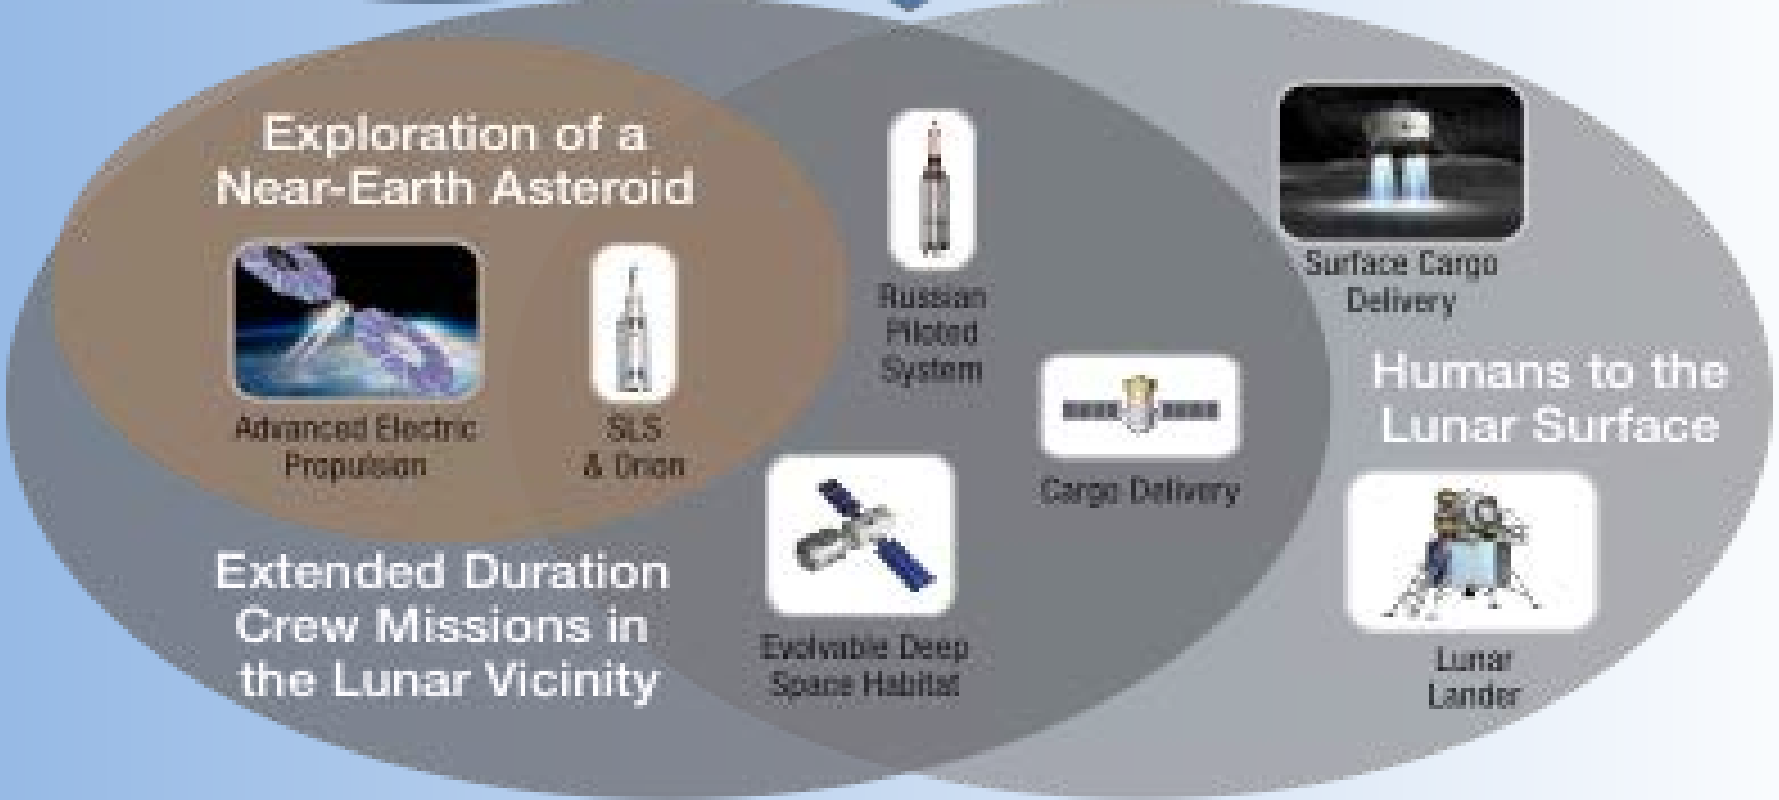 Exploration of a
Near-Earth Asteroid
Advanced Electric
Propulsion
SLS
& Orion
Extended Duration
Crew Missions in
the Lunar Vicinity
Russian
Piloted
System
Cargo Delivery
Evolvable Deep
Space Habitat
Surface Cargo
Delivery
Humans to the
Lunar Surface
Lunar
Lander